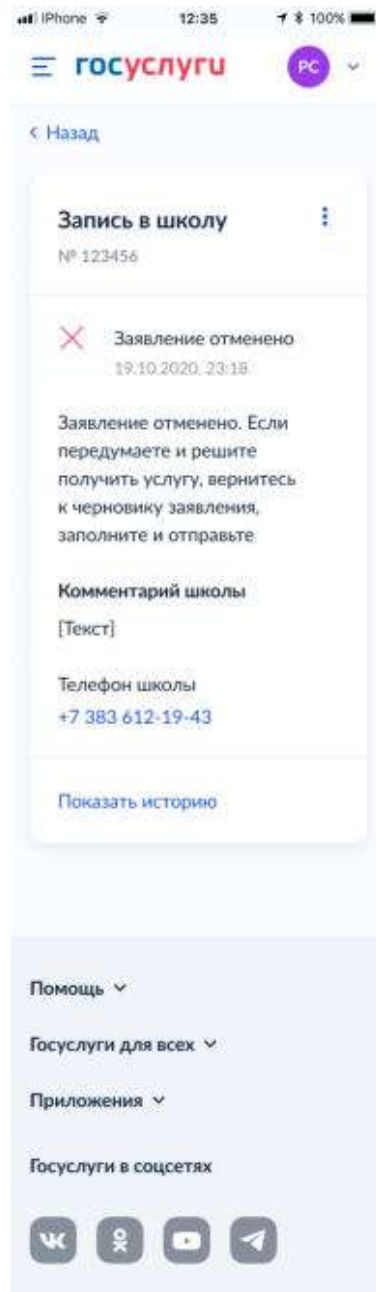 iPhone 12:35 100%
госуслуги РС
Назад
Запись в школу
№ 123456
Заявление отменено
19.10.2020, 23:18
Заявление отменено. Если
передумаете и решите
получить услугу, вернитесь
к черновику заявления,
заполните и отправьте
Комментарий школы
[Текст]
Телефон школы
+7 383 612-19-43
Показать историю
Помощь
Госуслуги для всех
Приложения
Госуслуги в соцсетях